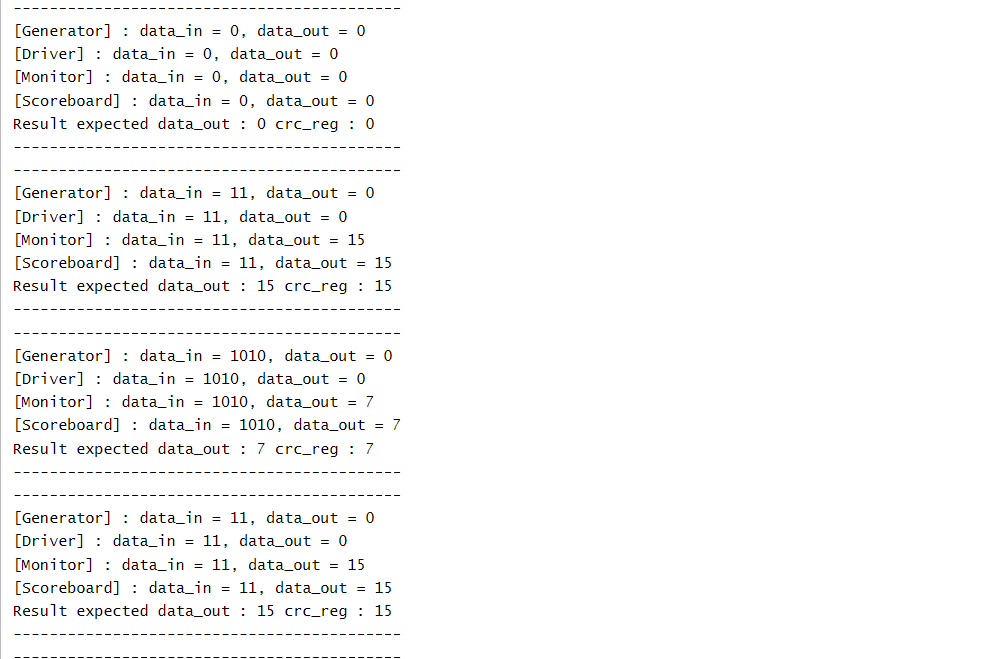 -------------------------------------------
[Generator] : data_in = 0, data_out = 0
[Driver] : data_in = 0, data_out = 0
[Monitor] : data_in = 0, data_out = 0
[Scoreboard] : data_in = 0, data_out = 0
Result expected data_out : 0 crc_reg : 0
-------------------------------------------
-------------------------------------------
[Generator] : data_in = 11, data_out = 0
[Driver] : data_in = 11, data_out = 0
[Monitor] : data_in = 11, data_out = 15
[Scoreboard] : data_in = 11, data_out = 15
Result expected data_out : 15 crc_reg : 15
-------------------------------------------
-------------------------------------------
[Generator] : data_in = 1010, data_out = 0
[Driver] : data_in = 1010, data_out = 0
[Monitor] : data_in = 1010, data_out = 7
[Scoreboard] : data_in = 1010, data_out = 7
Result expected data_out : 7 crc_reg : 7
-------------------------------------------
-------------------------------------------
[Generator] : data_in = 11, data_out = 0
[Driver] : data_in = 11, data_out = 0
[Monitor] : data_in = 11, data_out = 15
[Scoreboard] : data_in = 11, data_out = 15
Result expected data_out : 15 crc_reg : 15
-------------------------------------------
-------------------------------------------